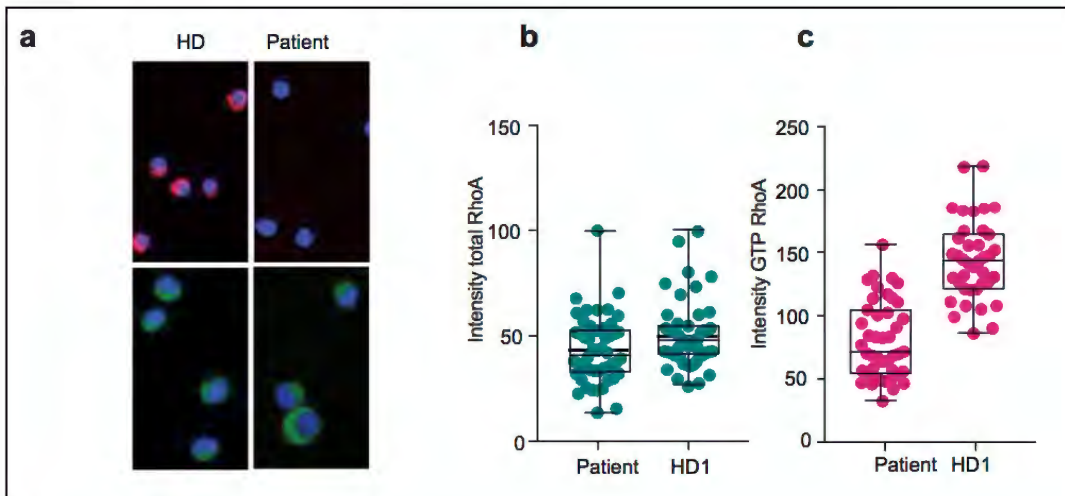 a
HD Patient
b
Intensity total RhoA
150
100
50
0
Patient HD1
c
Intensity GTP RhoA
250
200
150
100
50
0
Patient HD1